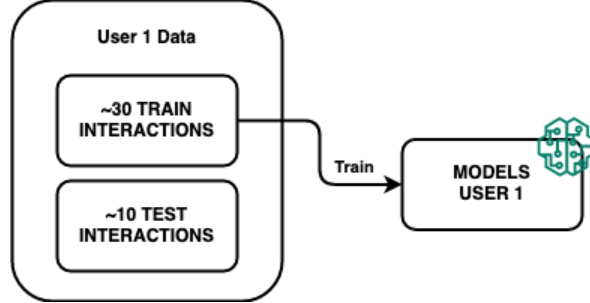 User 1 Data
~30 TRAIN
INTERACTIONS
~10 TEST
INTERACTIONS
Train
MODELS
USER 1